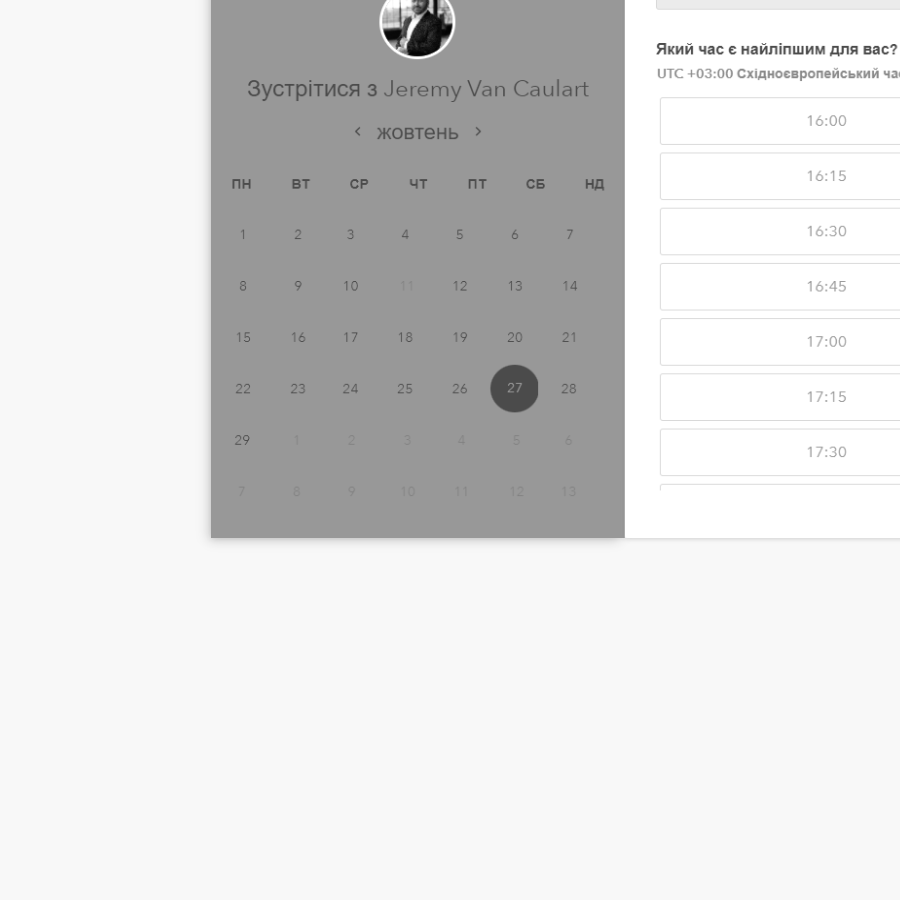 Зустрітися з Jeremy Van Caulart
жовтень
ПН ВТ СР ЧТ ПТ СБ НД
1 2 3 4 5 6 7
8 9 10 11 12 13 14
15 16 17 18 19 20 21
22 23 24 25 26 27 28
29 1 2 3 4 5 6
7 8 9 10 11 12 13
Який час є найліпшим для вас?
UTC +03:00 Східноєвропейський
16:00
16:15
16:30
16:45
17:00
17:15
17:30